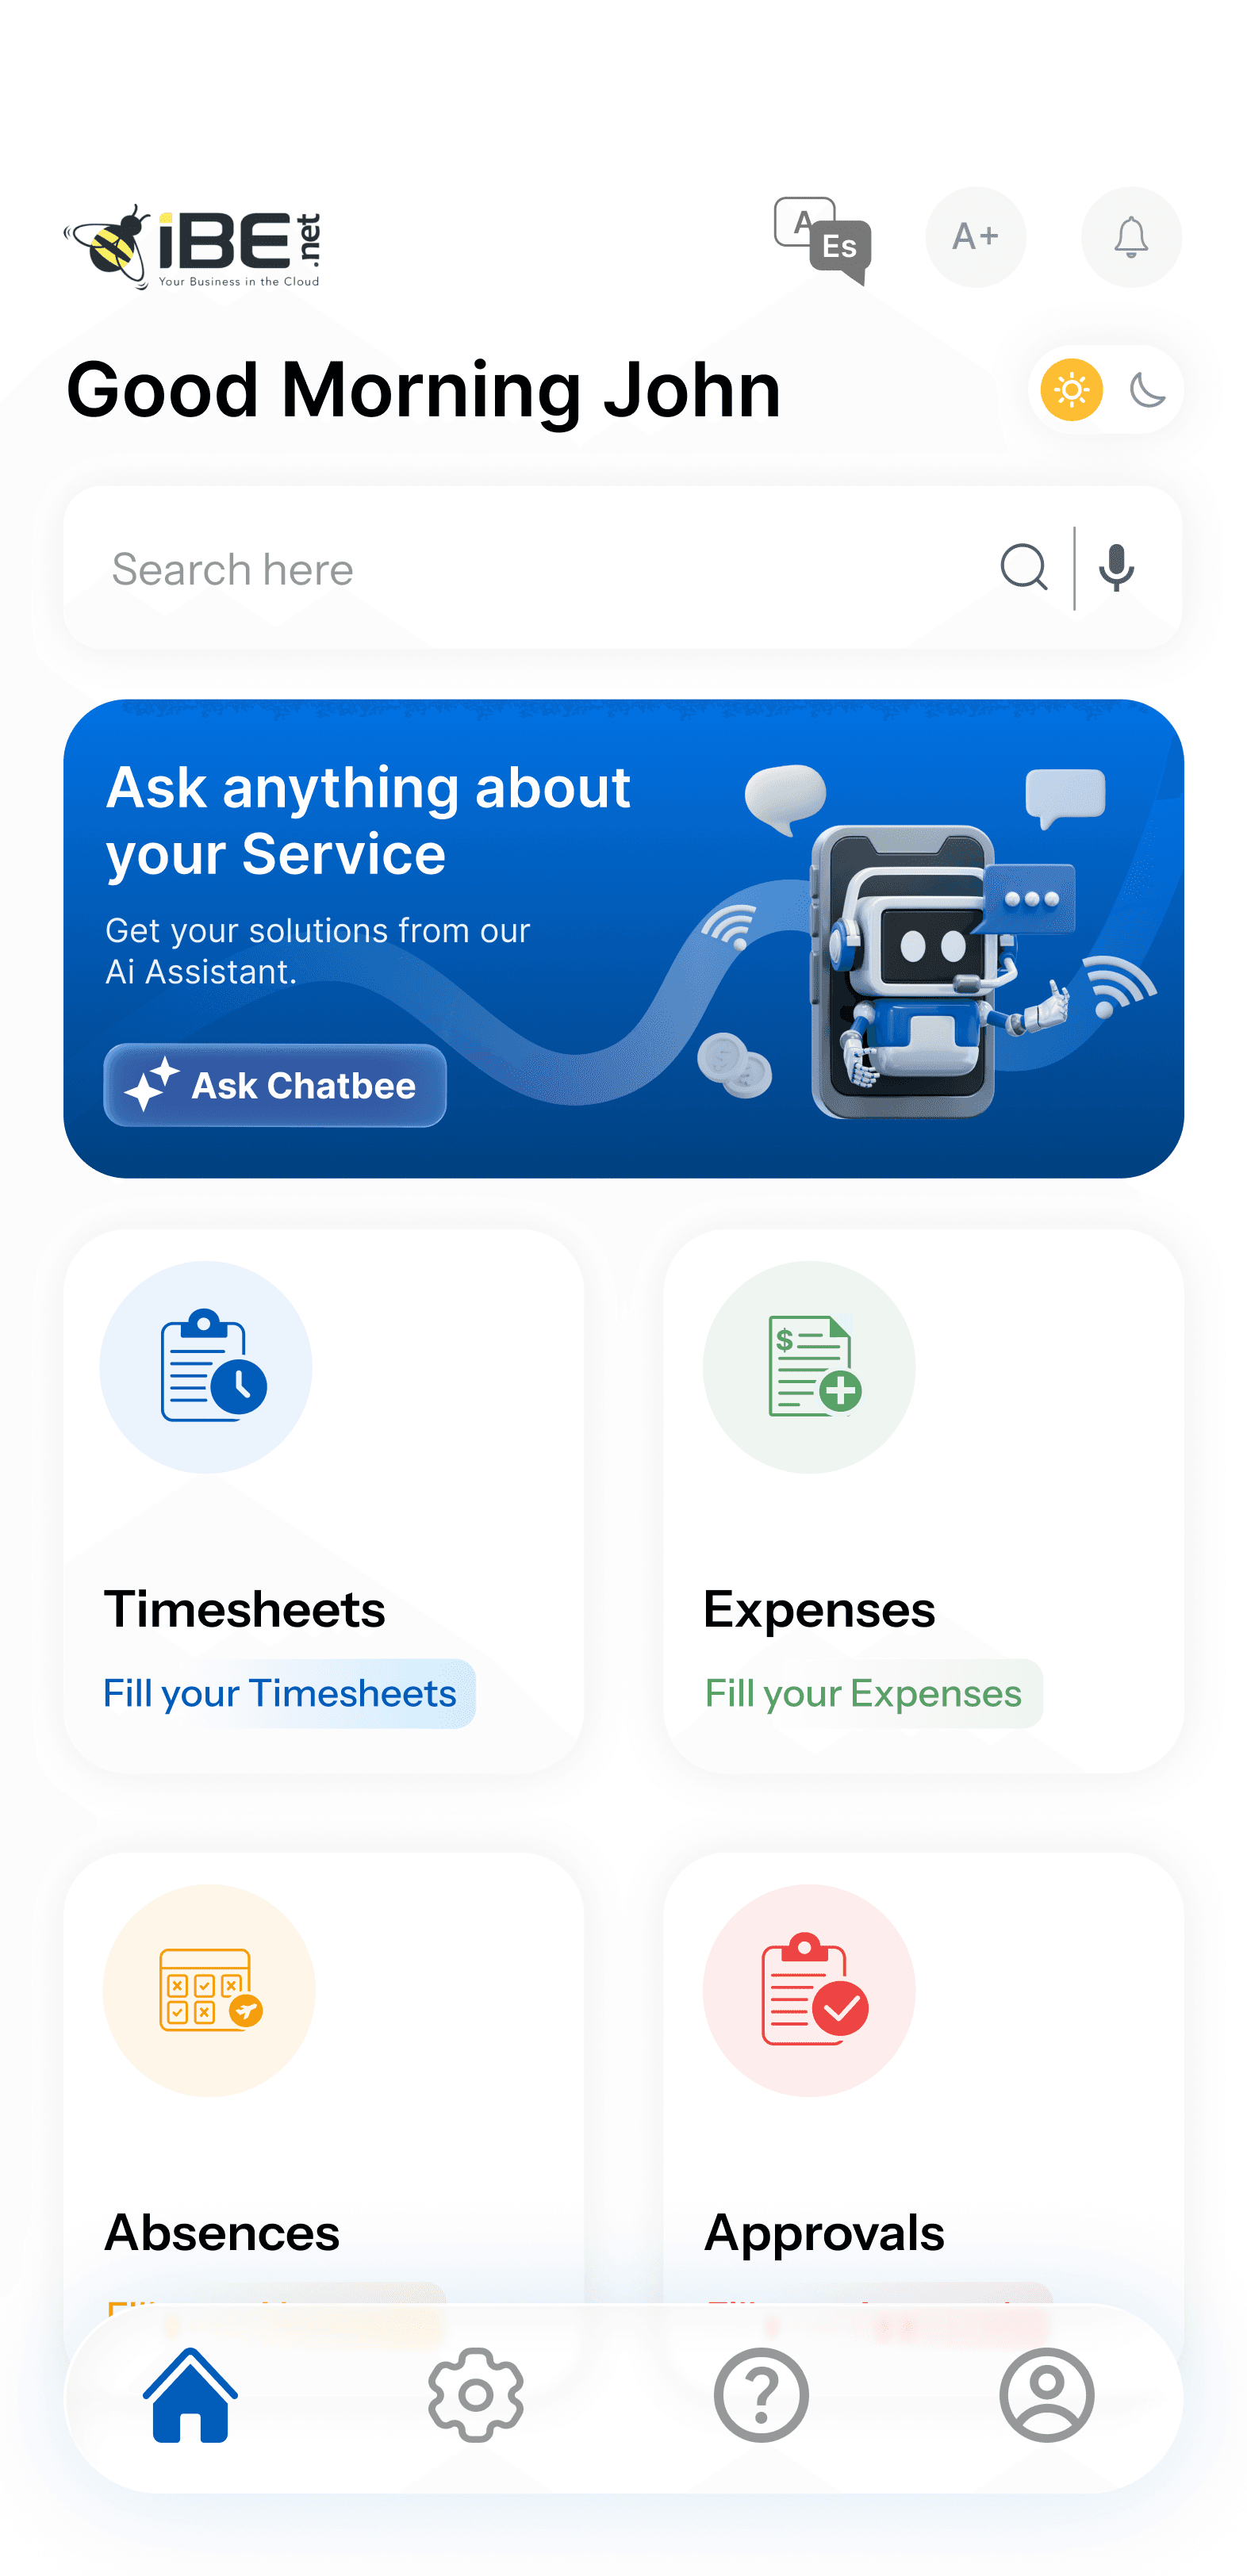 iBE.net
Your Business in the Cloud
A
Es
A+
Good Morning John
Search here
Ask anything about
your Service
Get your solutions from our
Ai Assistant.
Ask Chatbee
Timesheets
Fill your Timesheets
Expenses
$
Fill your Expenses
Absences
Approvals